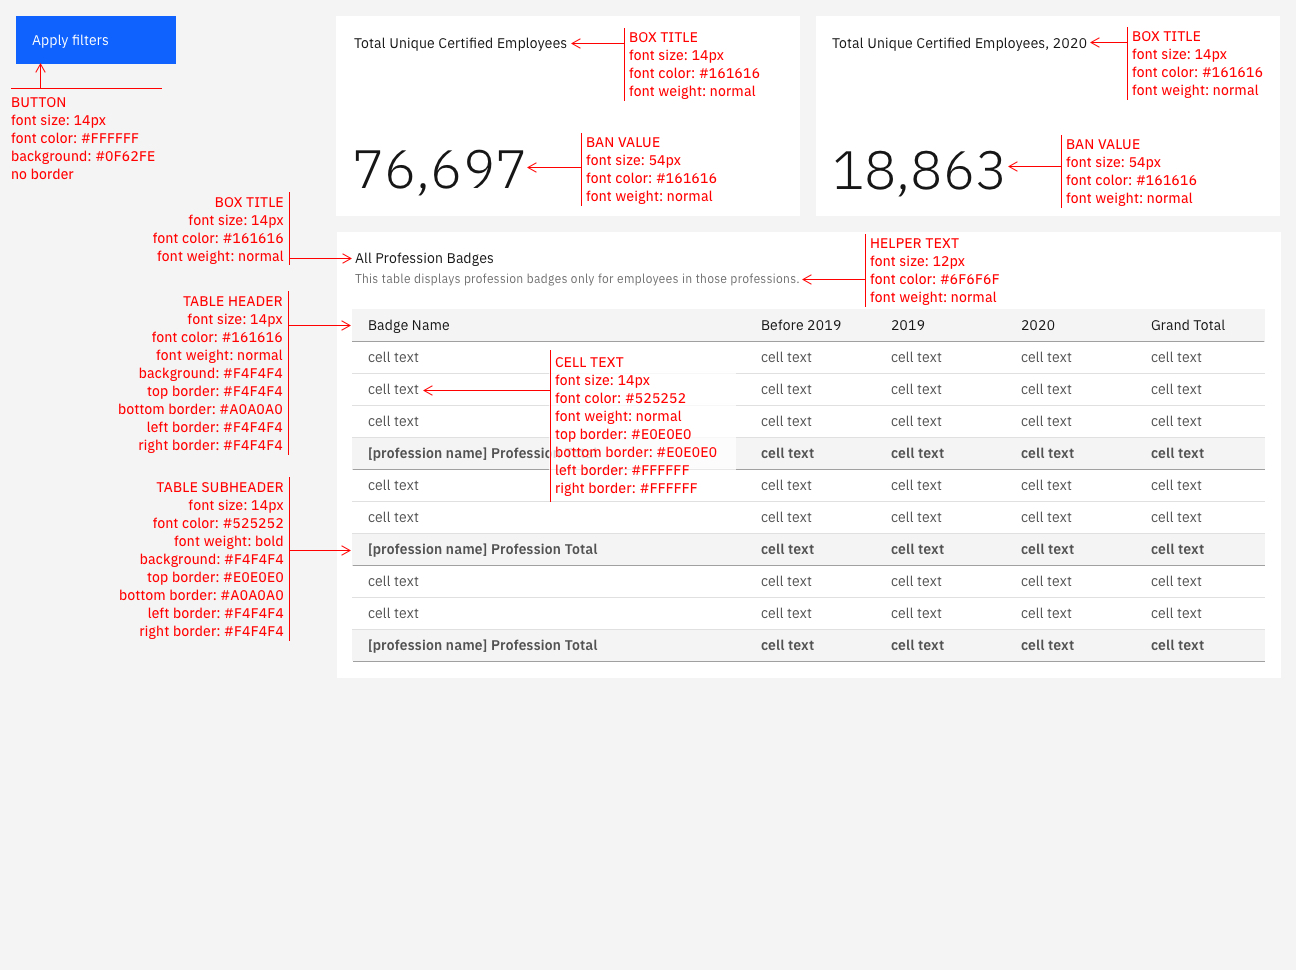 Apply filters
BUTTON
font size: 14px
font color: #FFFFFF
background: #0F62FE
no border
Total Unique Certified Employees
BOX TITLE
font size: 14px
font color: #161616
font weight: normal
76,697
BAN VALUE
font size: 54px
font color: #161616
font weight: normal
Total Unique Certified Employees, 2020
BOX TITLE
font size: 14px
font color: #161616
font weight: normal
18,863
BAN VALUE
font size: 54px
font color: #161616
font weight: normal
BOX TITLE
font size: 14px
font color: #161616
font weight: normal
All Profession Badges
This table displays profession badges only for employees in those professions.
HELPER TEXT
font size: 12px
font color: #6F6F6F
font weight: normal
TABLE HEADER
font size: 14px
font color: #161616
font weight: normal
background: #F4F4F4
top border: #F4F4F4
bottom border: #A0A0A0
left border: #F4F4F4
right border: #F4F4F4
TABLE SUBHEADER
font size: 14px
font color: #525252
font weight: bold
background: #F4F4F4
top border: #E0E0E0
bottom border: #A0A0A0
left border: #F4F4F4
right border: #F4F4F4
Badge Name Before 2019 2019 2020 Grand Total
cell text cell text cell text cell text cell text
cell text cell text cell text cell text cell text
cell text cell text cell text cell text cell text
[profession name] Professio cell text cell text cell text cell text
cell text cell text cell text cell text cell text
cell text cell text cell text cell text cell text
[profession name] Profession Total cell text cell text cell text cell text
cell text cell text cell text cell text cell text
cell text cell text cell text cell text cell text
[profession name] Profession Total cell text cell text cell text cell text
CELL TEXT
font size: 14px
font color: #525252
font weight: normal
top border: #E0E0E0
bottom border: #E0E0E0
left border: #FFFFFF
right border: #FFFFFF